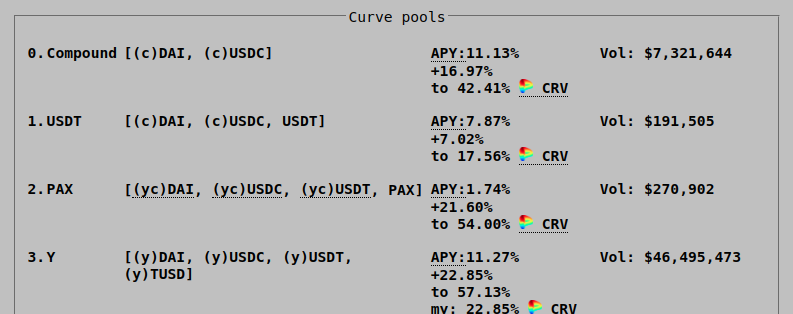 Curve pools
0.Compound [(c)DAI, (c)USDC] APY:11.13% Vol: $7,321,644
+16.97%
to 42.41% CRV
1.USDT [(c)DAI, (c)USDC, USDT] APY:7.87% Vol: $191,505
+7.02%
to 17.56% CRV
2.PAX [(yc)DAI, (yc)USDC, (yc)USDT, PAX] APY:1.74% Vol: $270,902
+21.60%
to 54.00% CRV
3.Y [(y)DAI, (y)USDC, (y)USDT, APY:11.27% Vol: $46,495,473
(y)TUSD] +22.85%
to 57.13%
my: 22.85% CRV